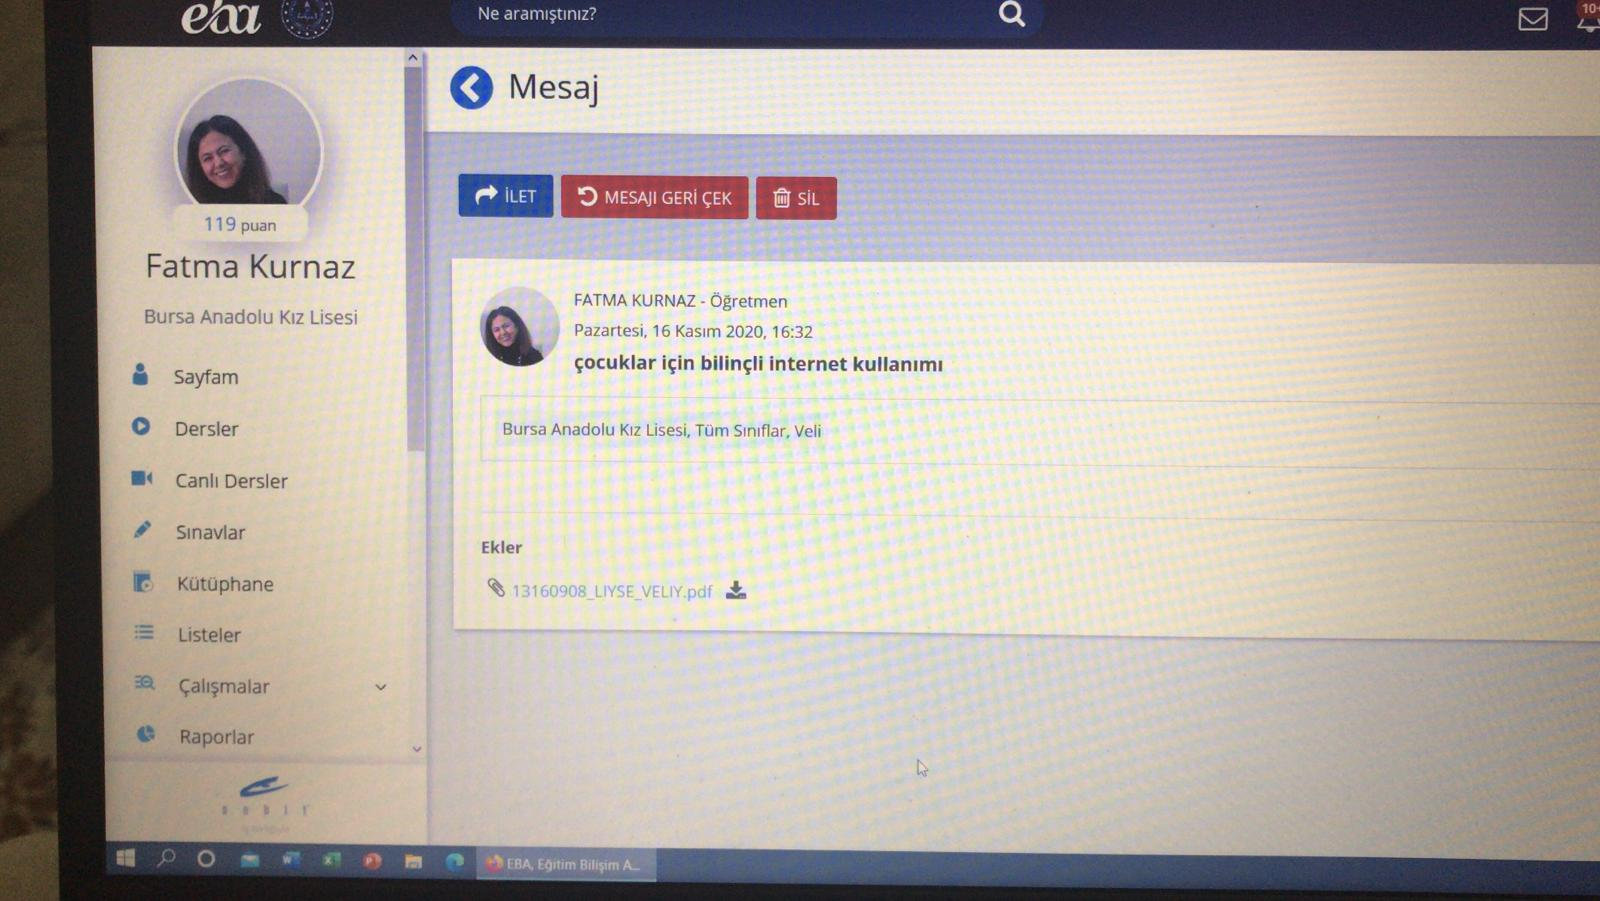 eba
Ne aramıştınız?
10+
119 puan
Fatma Kurnaz
Bursa Anadolu Kız Lisesi
Sayfam
Dersler
Canlı Dersler
Sınavlar
Kütüphane
Listeler
Çalışmalar
Raporlar
sebit
Mesaj
İLET
MESAJI GERİ ÇEK
SİL
FATMA KURNAZ - Öğretmen
Pazartesi, 16 Kasım 2020, 16:32
çocuklar için bilinçli internet kullanımı
Bursa Anadolu Kız Lisesi, Tüm Sınıflar, Veli
Ekler
13160908_LIYSE_VELIY.pdf
EBA, Eğitim Bilişim A...